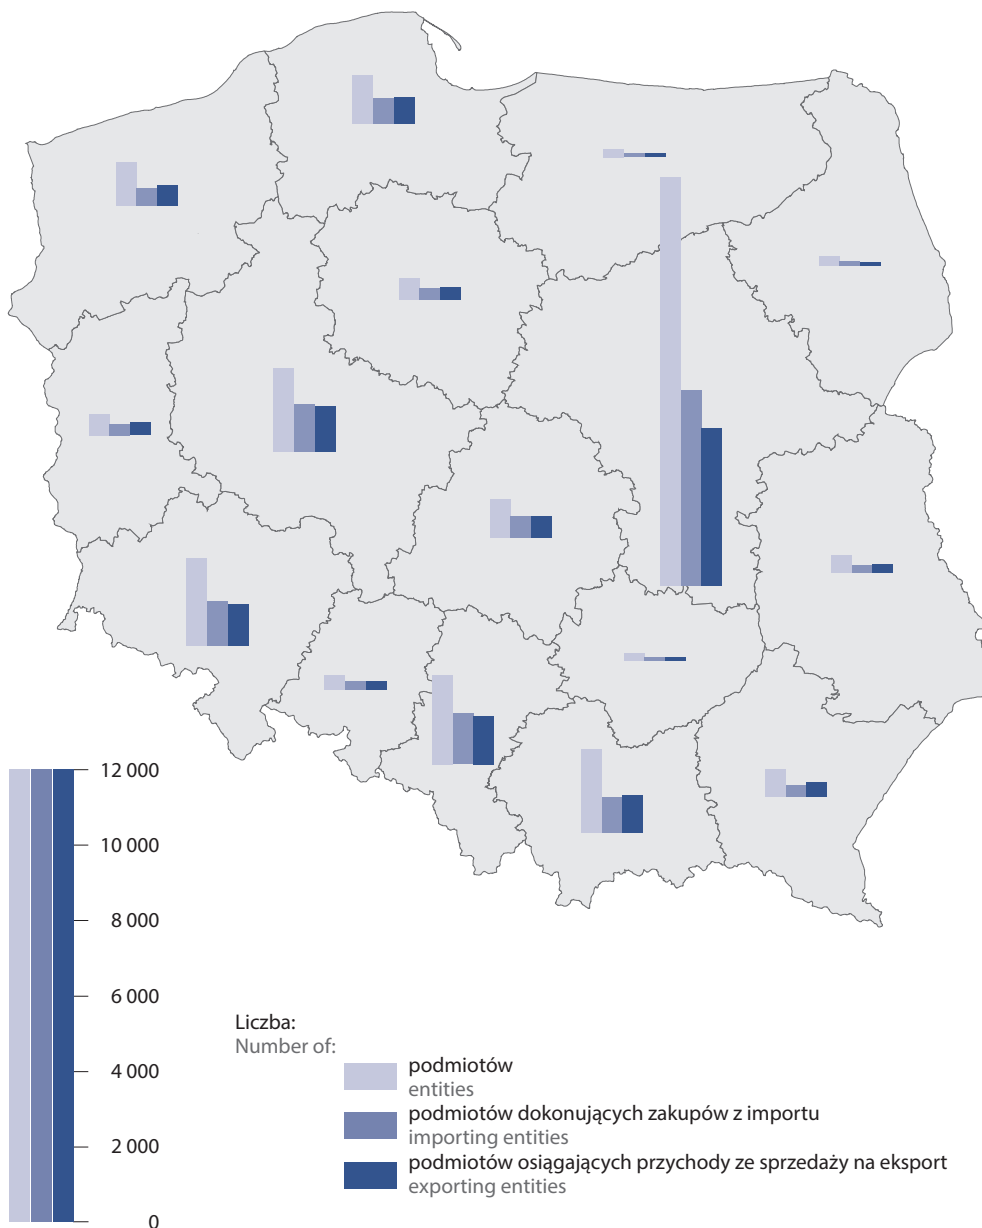 12 000
10 000
8 000
6 000
4 000
2 000
0
Liczba:
Number of:
podmiotów
entities
podmiotów dokonujących zakupów z importu
importing entities
podmiotów osiągających przychody ze sprzedaży na eksport
exporting entities